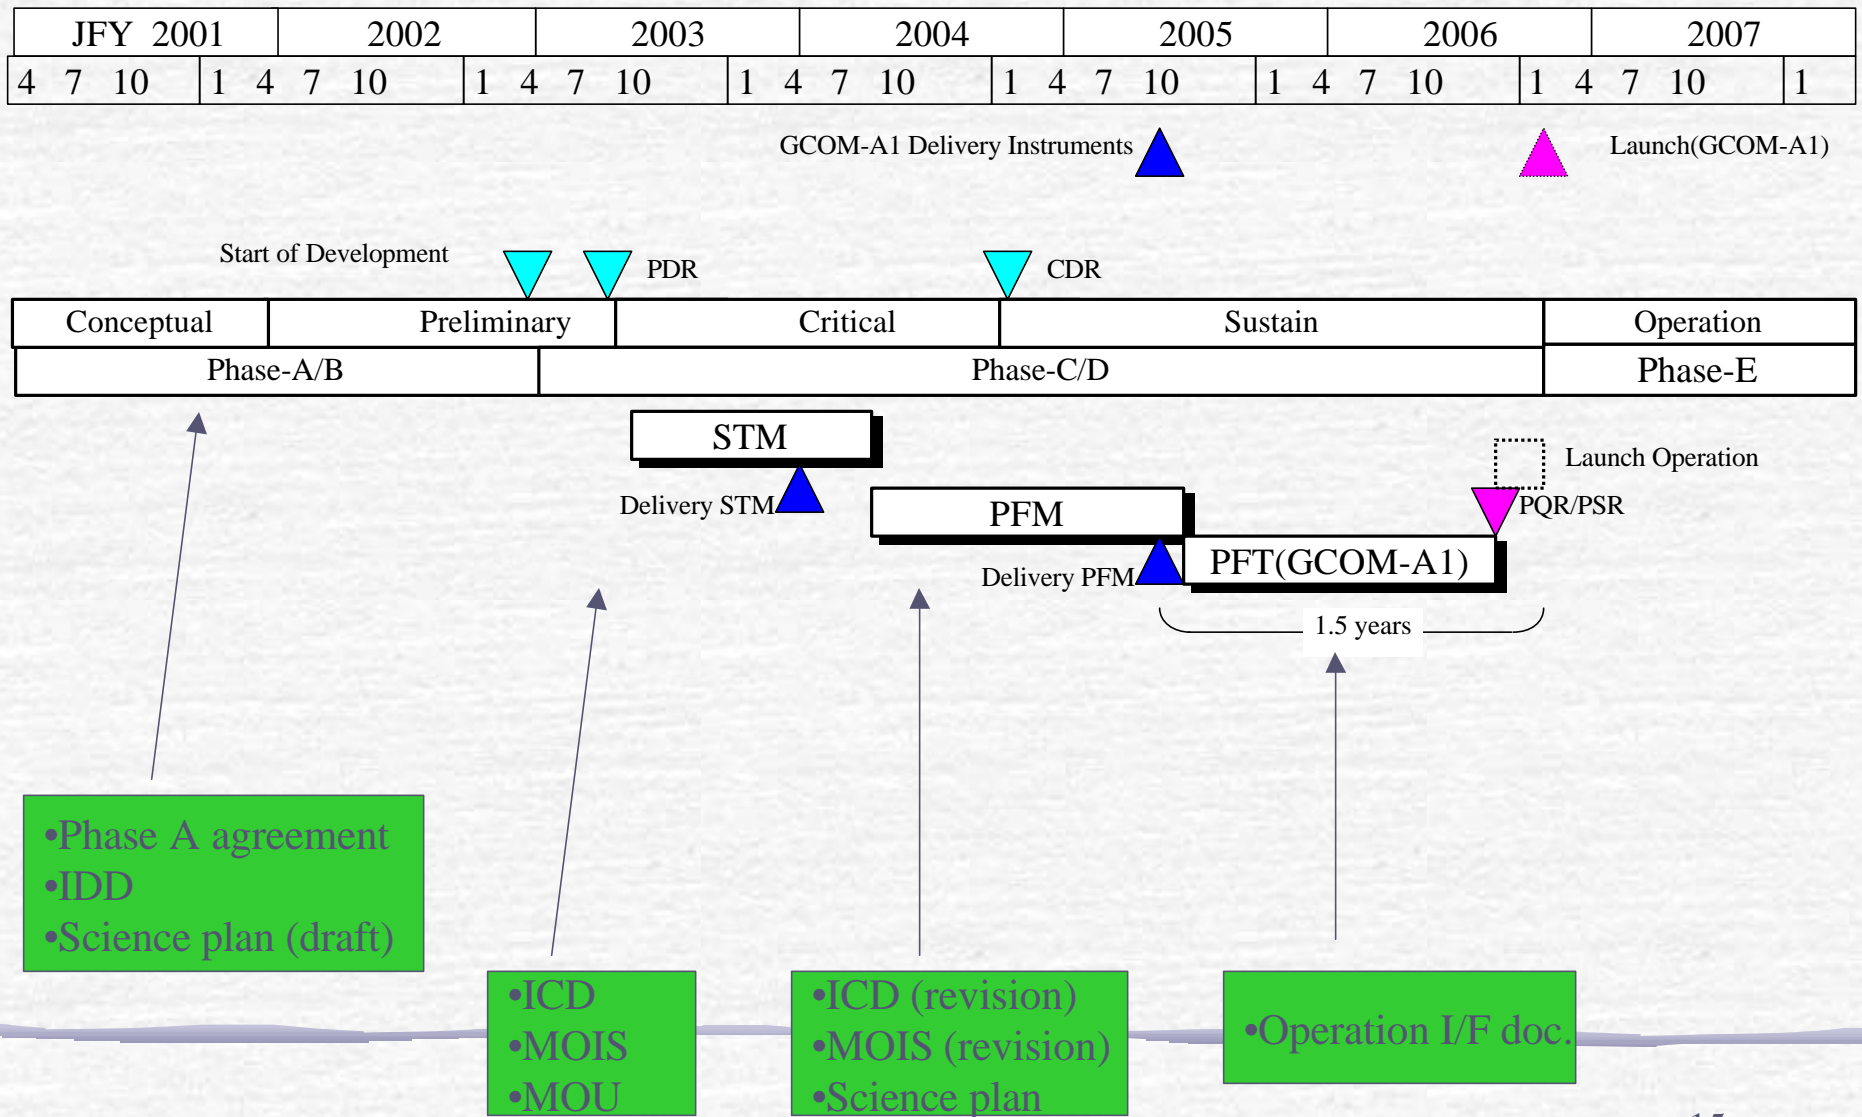 JFY 2001 2002 2003 2004 2005 2006 2007
4 7 10 1 4 7 10 1 4 7 10 1 4 7 10 1 4 7 10 1 4 7 10 1 4 7 10 1
GCOM-A1 Delivery Instruments Launch(GCOM-A1)
Start of Development PDR CDR
Conceptual Preliminary Critical Sustain Operation
Phase-A/B Phase-C/D Phase-E
STM
Launch Operation
Delivery STM PFM PQR/PSR
Delivery PFM PFT(GCOM-A1)
1.5 years
•Phase A agreement
•IDD
•Science plan (draft)
•ICD
•MOIS
•MOU
•ICD (revision)
•MOIS (revision)
•Science plan
•Operation I/F doc.